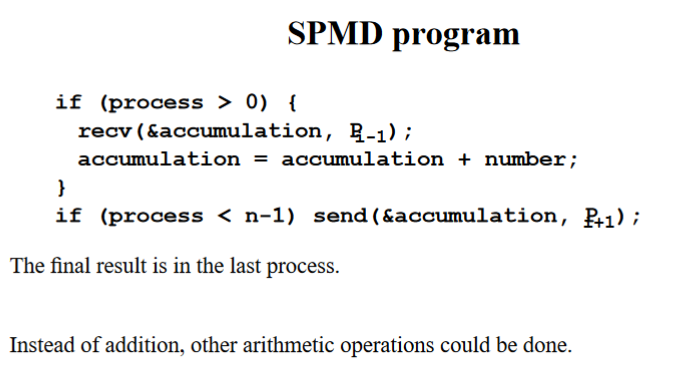 SPMD program
if (process > 0) {
recv(&accumulation, Pi-1);
accumulation = accumulation + number;
}
if (process < n-1) send(&accumulation, Pi+1);
The final result is in the last process.
Instead of addition, other arithmetic operations could be done.